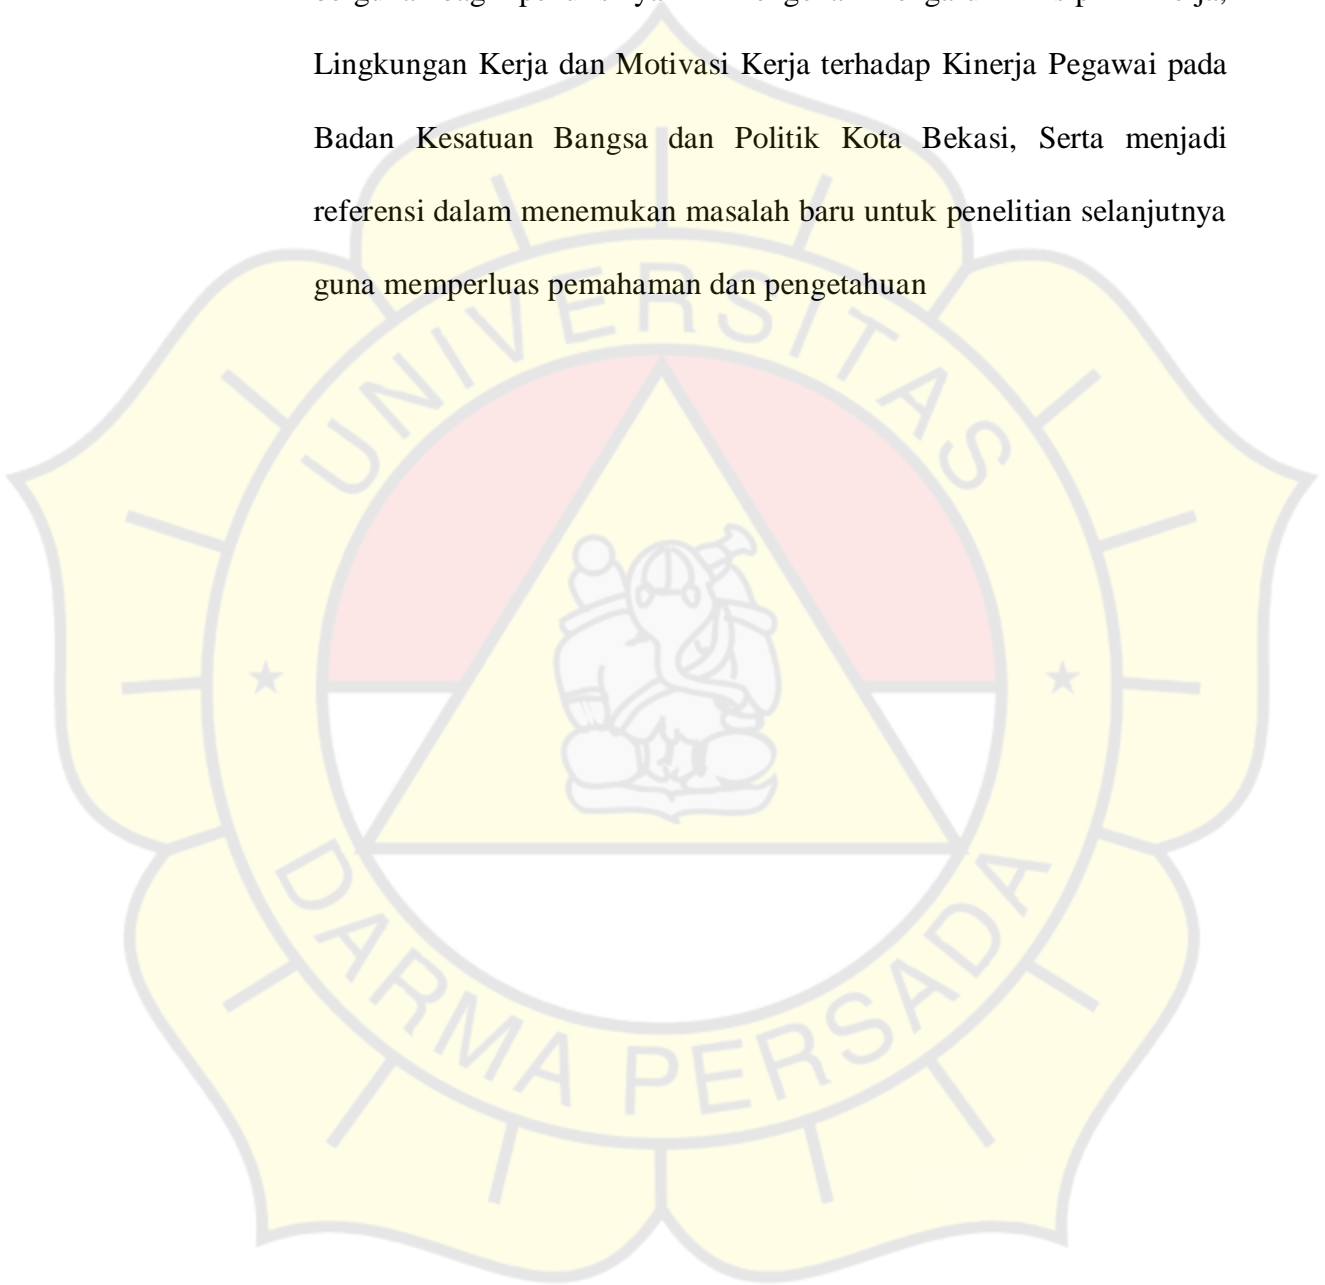 Lingkungan Kerja dan Motivasi Kerja terhadap Kinerja Pegawai pada
Badan Kesatuan Bangsa dan Politik Kota Bekasi, Serta menjadi
referensi dalam menemukan masalah baru untuk penelitian selanjutnya
guna memperluas pemahaman dan pengetahuan
UNIVERSITAS
DARMA PERSADA